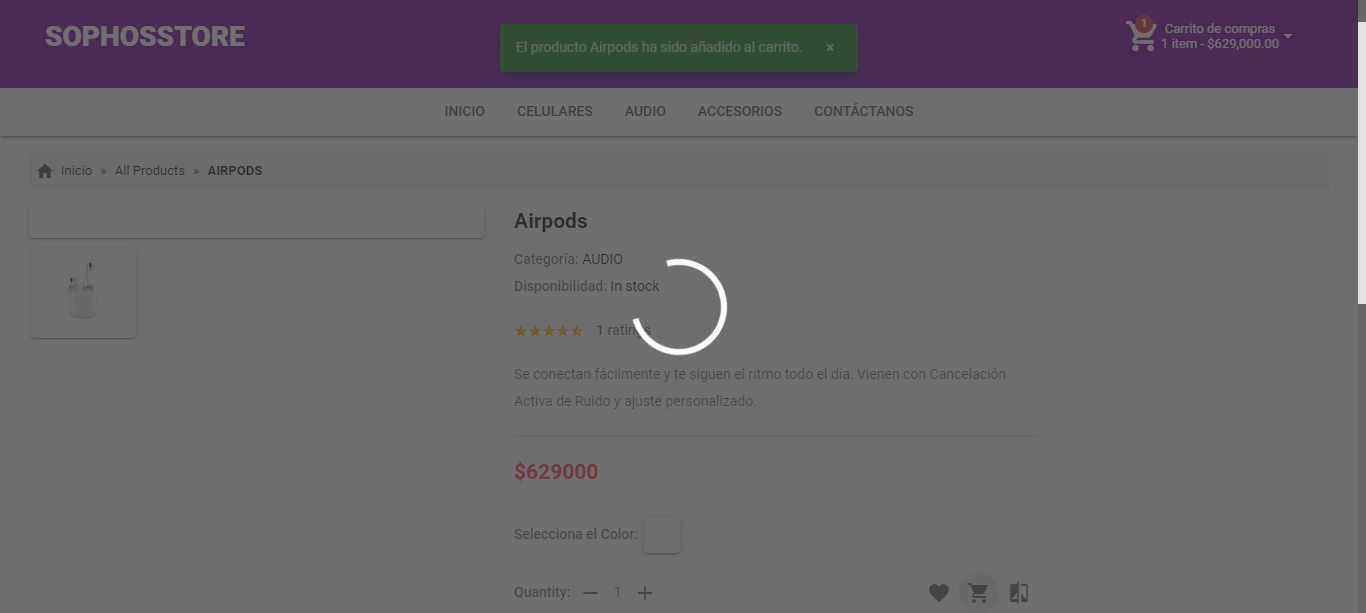 SOPHOSSTORE
El producto Airpods ha sido añadido al carrito. ×
1
Carrito de compras
1 item - $629,000.00
INICIO CELULARES AUDIO ACCESORIOS CONTÁCTANOS
Inicio » All Products » AIRPODS
Airpods
Categoría: AUDIO
Disponibilidad: In stock
1 ratings
Se conectan fácilmente y te siguen el ritmo todo el día. Vienen con Cancelación
Activa de Ruido y ajuste personalizado.
$629000
Selecciona el Color:
Quantity: 1